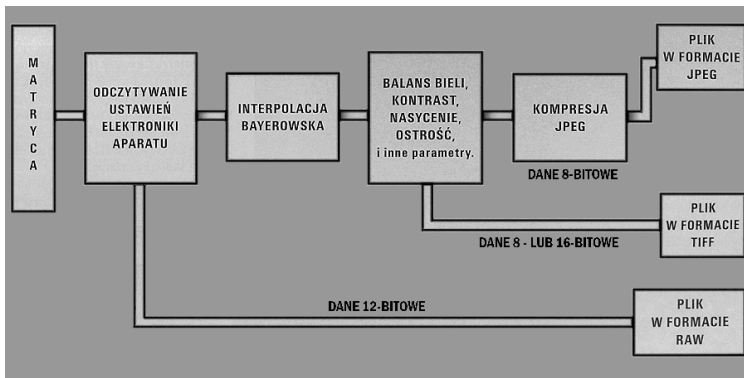 MATRYCA
ODCZYTYWANIE
USTAWIEŃ
ELEKTRONIKI
APARATU
INTERPOLACJA
BAYEROWSKA
BALANS BIELI,
KONTRAST,
NASYCENIE,
OSTROŚĆ,
i inne parametry.
KOMPRESJA
JPEG
PLIK
W FORMACIE
JPEG
DANE 8-BITOWE
PLIK
W FORMACIE
TIFF
DANE 8 - LUB 16-BITOWE
DANE 12-BITOWE
PLIK
W FORMACIE
RAW